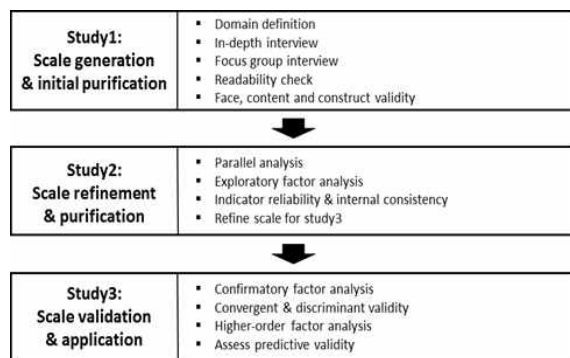 Study1:
Scale generation
& initial purification
▪ Domain definition
▪ In-depth interview
▪ Focus group interview
▪ Readability check
▪ Face, content and construct validity
Study2:
Scale refinement
& purification
▪ Parallel analysis
▪ Exploratory factor analysis
▪ Indicator reliability & internal consistency
▪ Refine scale for study3
Study3:
Scale validation
& application
▪ Confirmatory factor analysis
▪ Convergent & discriminant validity
▪ Higher-order factor analysis
▪ Assess predictive validity